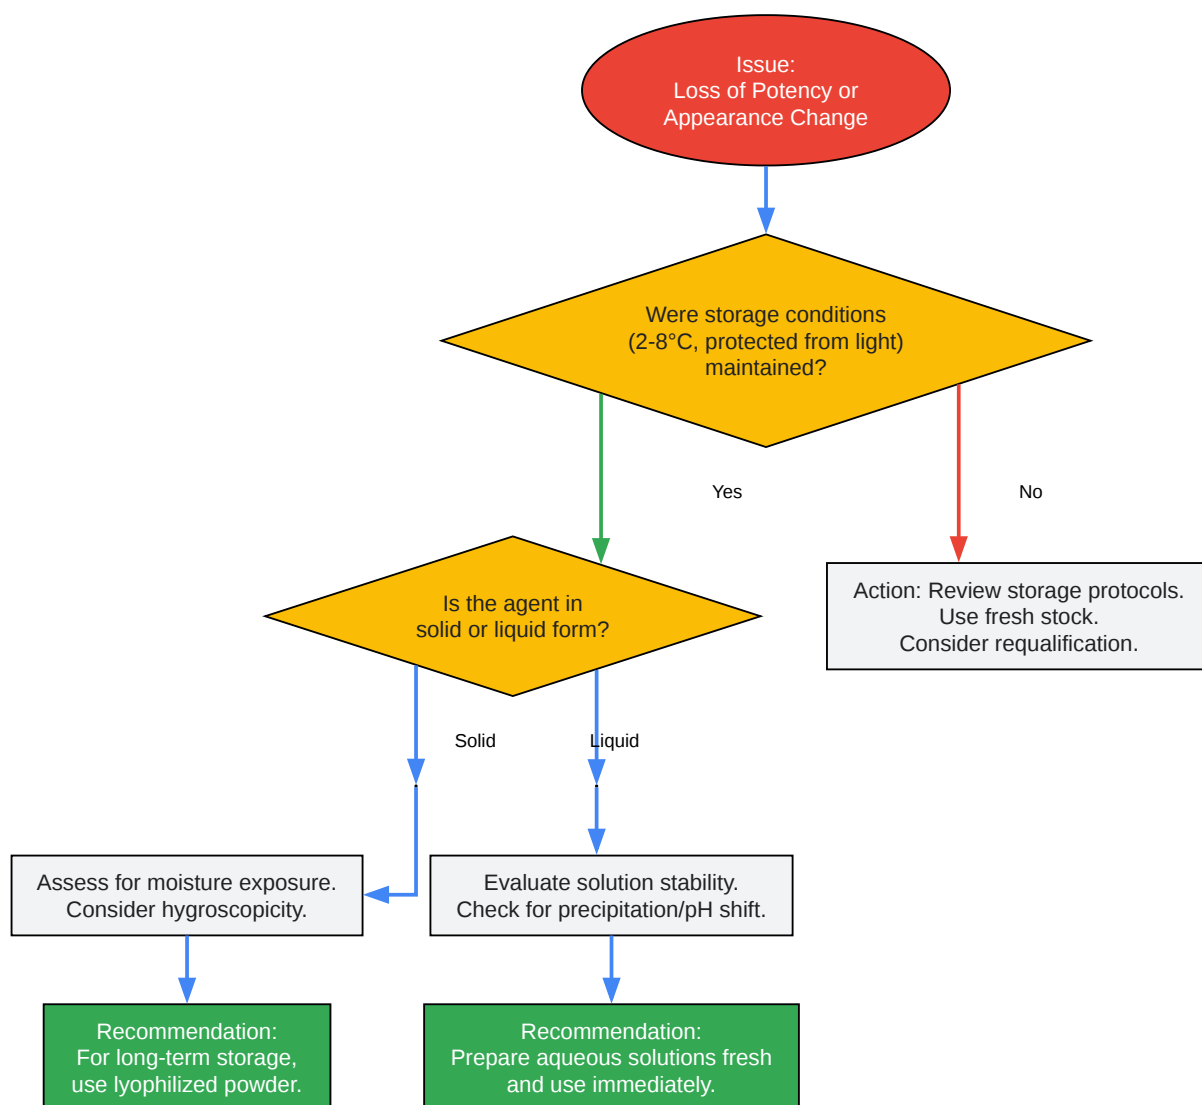 Issue:
Loss of Potency or
Appearance Change
Were storage conditions
(2-8°C, protected from light)
maintained?
Yes
No
Is the agent in
solid or liquid form?
Action: Review storage protocols.
Use fresh stock.
Consider requalification.
Solid
Liquid
Assess for moisture exposure.
Consider hygroscopicity.
Evaluate solution stability.
Check for precipitation/pH shift.
Recommendation:
For long-term storage,
use lyophilized powder.
Recommendation:
Prepare aqueous solutions fresh
and use immediately.